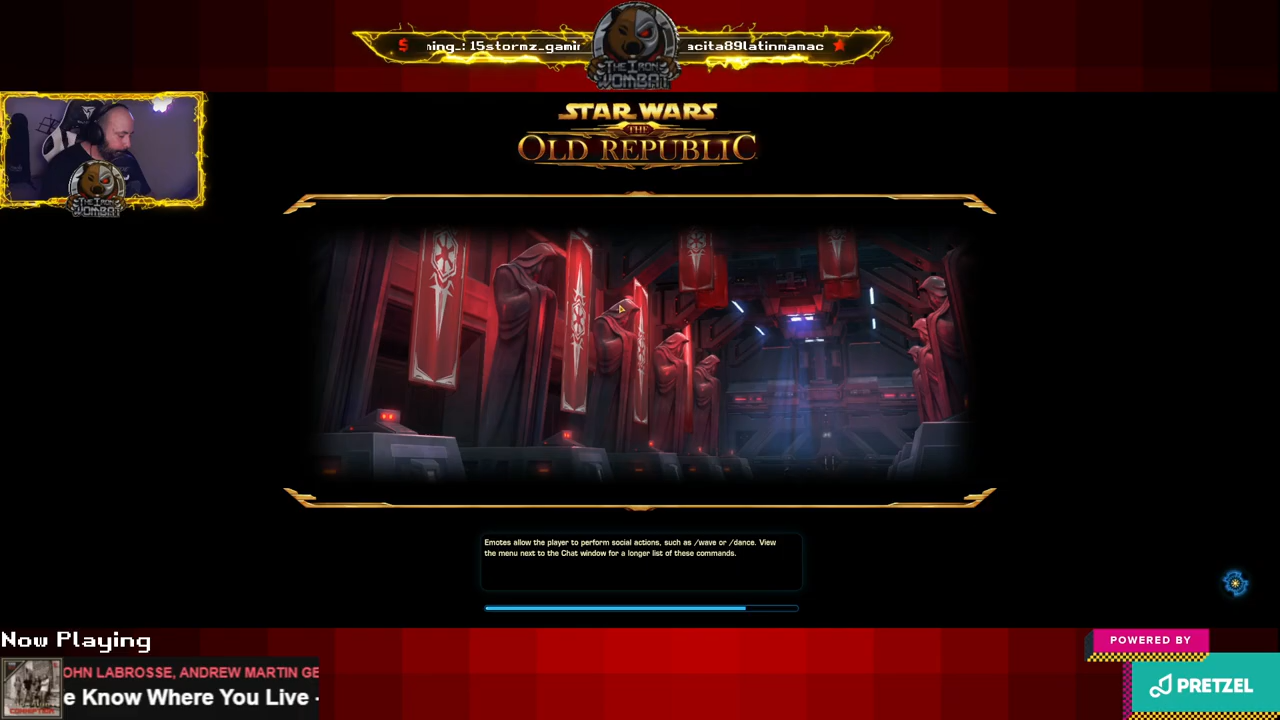 ning_: 15stormz_gamin
acita89latinmamac
THE IRON
WOMBAT
STAR WARS
THE
OLD REPUBLIC
THE IRON
WOMBAT
Emotes allow the player to perform social actions, such as /wave or /dance. View
the menu next to the Chat window for a longer list of these commands.
Now Playing
OHN LABROSSE, ANDREW MARTIN GE
e Know Where You Live -
POWERED BY
PRETZEL